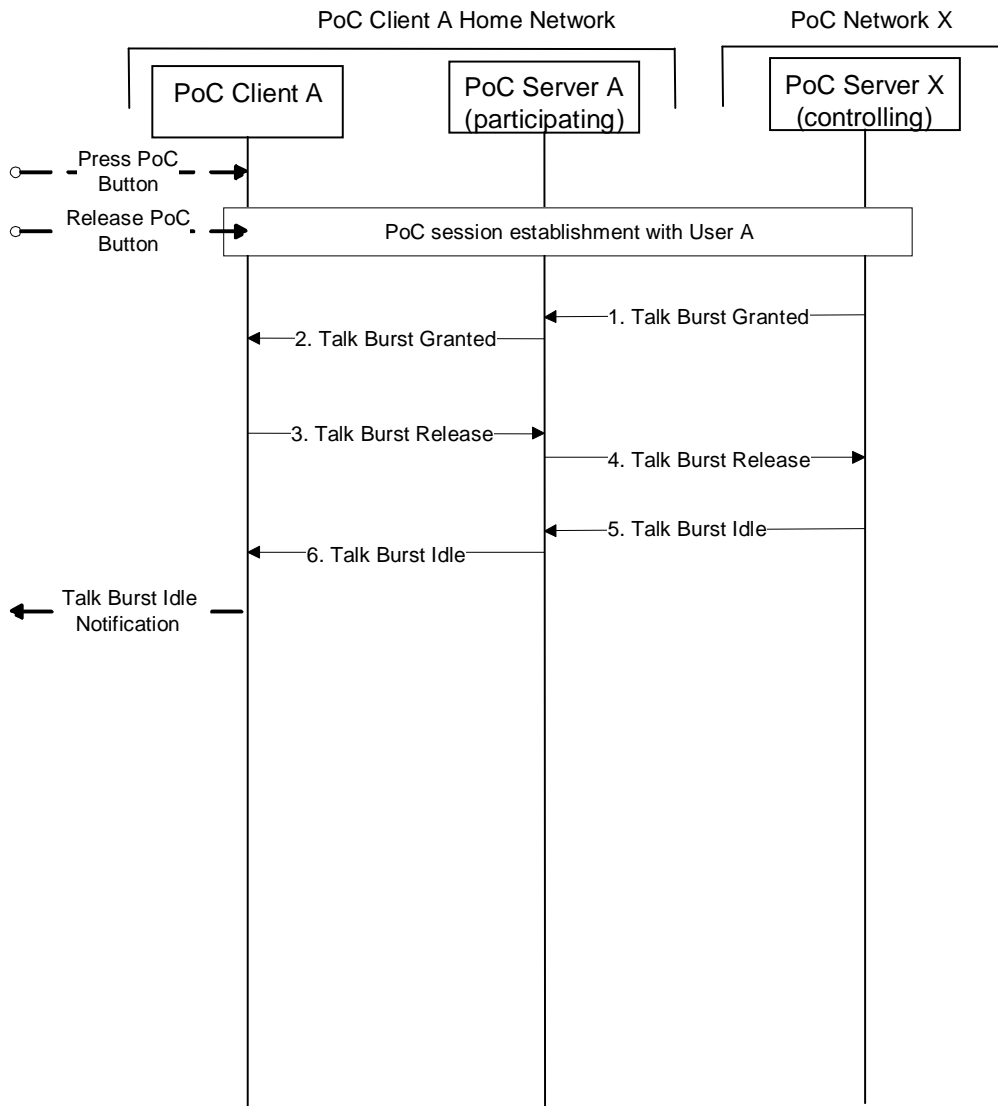 PoC Client A Home Network
PoC Network X
PoC Client A
PoC Server A
(participating)
PoC Server X
(controlling)
Press PoC
Button
Release PoC
Button
PoC session establishment with User A
1. Talk Burst Granted
2. Talk Burst Granted
3. Talk Burst Release
4. Talk Burst Release
5. Talk Burst Idle
6. Talk Burst Idle
Talk Burst Idle
Notification